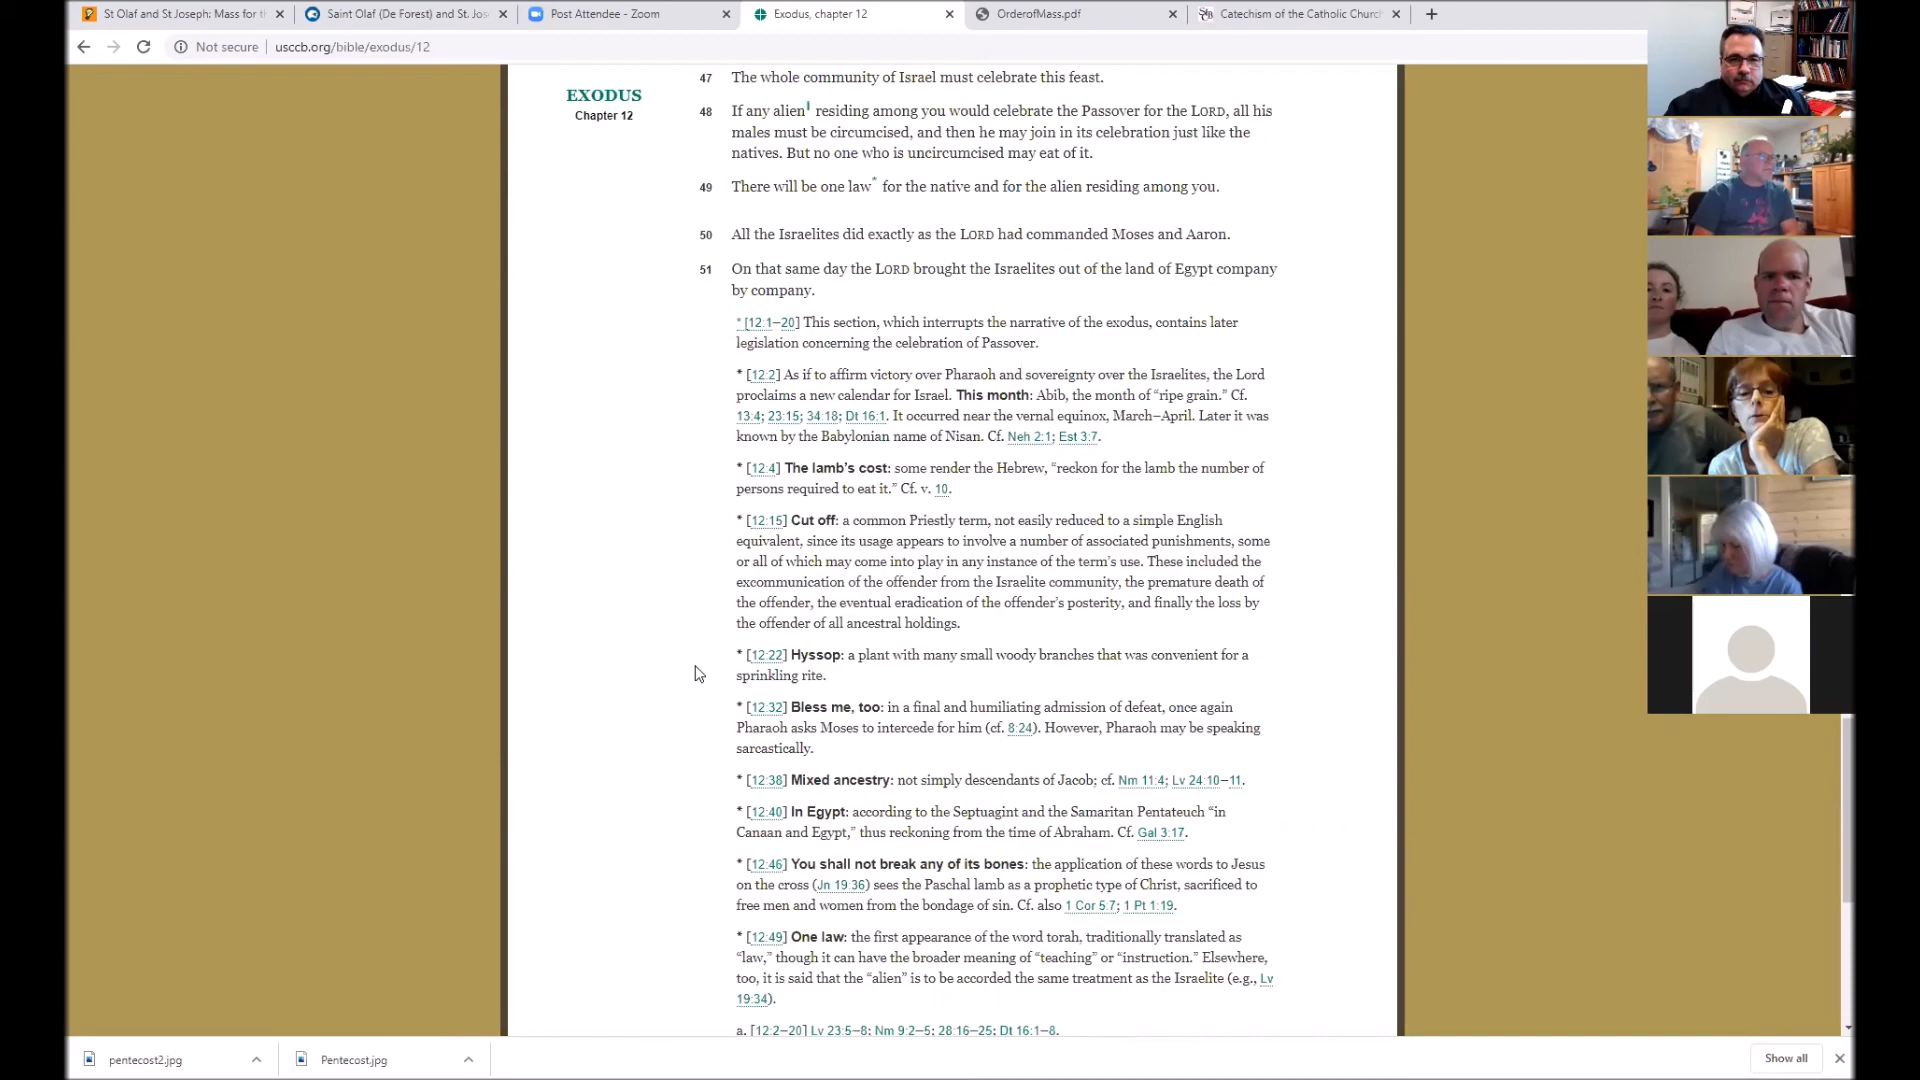 St Olaf and St Joseph: Mass for th
Saint Olaf (De Forest) and St. Jos
Post Attendee - Zoom
Exodus, chapter 12
OrderofMass.pdf
Catechism of the Catholic Church
Not secure | usccb.org/bible/exodus/12
EXODUS
Chapter 12
47 The whole community of Israel must celebrate this feast.
48 If any alien residing among you would celebrate the Passover for the LORD, all his
males must be circumcised, and then he may join in its celebration just like the
natives. But no one who is uncircumcised may eat of it.
49 There will be one law* for the native and for the alien residing among you.
50 All the Israelites did exactly as the LORD had commanded Moses and Aaron.
51 On that same day the LORD brought the Israelites out of the land of Egypt company
by company.
* [12:1–20] This section, which interrupts the narrative of the exodus, contains later
legislation concerning the celebration of Passover.
* [12:2] As if to affirm victory over Pharaoh and sovereignty over the Israelites, the Lord
proclaims a new calendar for Israel. This month: Abib, the month of “ripe grain.” Cf.
13:4; 23:15; 34:18; Dt 16:1. It occurred near the vernal equinox, March–April. Later it was
known by the Babylonian name of Nisan. Cf. Neh 2:1; Est 3:7.
* [12:4] The lamb’s cost: some render the Hebrew, “reckon for the lamb the number of
persons required to eat it.” Cf. v. 10.
* [12:15] Cut off: a common Priestly term, not easily reduced to a simple English
equivalent, since its usage appears to involve a number of associated punishments, some
or all of which may come into play in any instance of the term’s use. These included the
excommunication of the offender from the Israelite community, the premature death of
the offender, the eventual eradication of the offender’s posterity, and finally the loss by
the offender of all ancestral holdings.
* [12:22] Hyssop: a plant with many small woody branches that was convenient for a
sprinkling rite.
* [12:32] Bless me, too: in a final and humiliating admission of defeat, once again
Pharaoh asks Moses to intercede for him (cf. 8:24). However, Pharaoh may be speaking
sarcastically.
* [12:38] Mixed ancestry: not simply descendants of Jacob; cf. Nm 11:4; Lv 24:10–11.
* [12:40] In Egypt: according to the Septuagint and the Samaritan Pentateuch “in
Canaan and Egypt,” thus reckoning from the time of Abraham. Cf. Gal 3:17.
* [12:46] You shall not break any of its bones: the application of these words to Jesus
on the cross (Jn 19:36) sees the Paschal lamb as a prophetic type of Christ, sacrificed to
free men and women from the bondage of sin. Cf. also 1 Cor 5:7; 1 Pt 1:19.
* [12:49] One law: the first appearance of the word torah, traditionally translated as
“law,” though it can have the broader meaning of “teaching” or “instruction.” Elsewhere,
too, it is said that the “alien” is to be accorded the same treatment as the Israelite (e.g., Lv
19:34).
a. [12:2–20] Lv 23:5–8; Nm 9:2–5; 28:16–25; Dt 16:1–8.
pentecost2.jpg
Pentecost.jpg
Show all